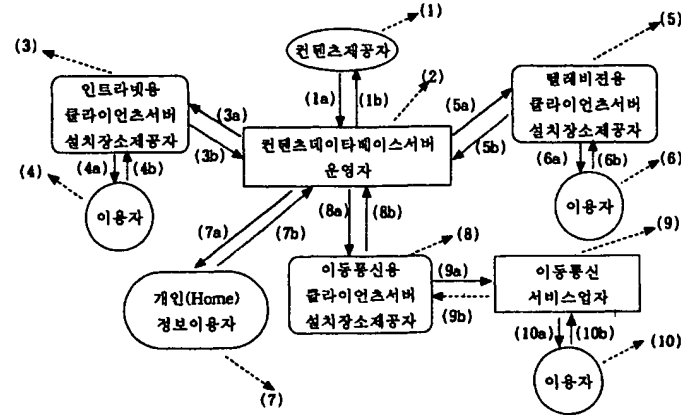 (1)
(3)
(5)
컨텐츠제공자
(2)
인트라넷용
클라이언츠서버
설치장소제공자
(3a)
(1a)
(1b)
(5a)
텔레비전용
클라이언츠서버
설치장소제공자
(3b)
컨텐츠데이타베이스서버
운영자
(5b)
(4)
(4a)
(4b)
(6a)
(6b)
(6)
이용자
이용자
(7a)
(7b)
(8a)
(8b)
(8)
(9)
개인(Home)
정보이용자
이동통신용
클라이언츠서버
설치장소제공자
(9a)
(9b)
이동통신
서비스업자
(7)
(10a)
(10b)
(10)
이용자